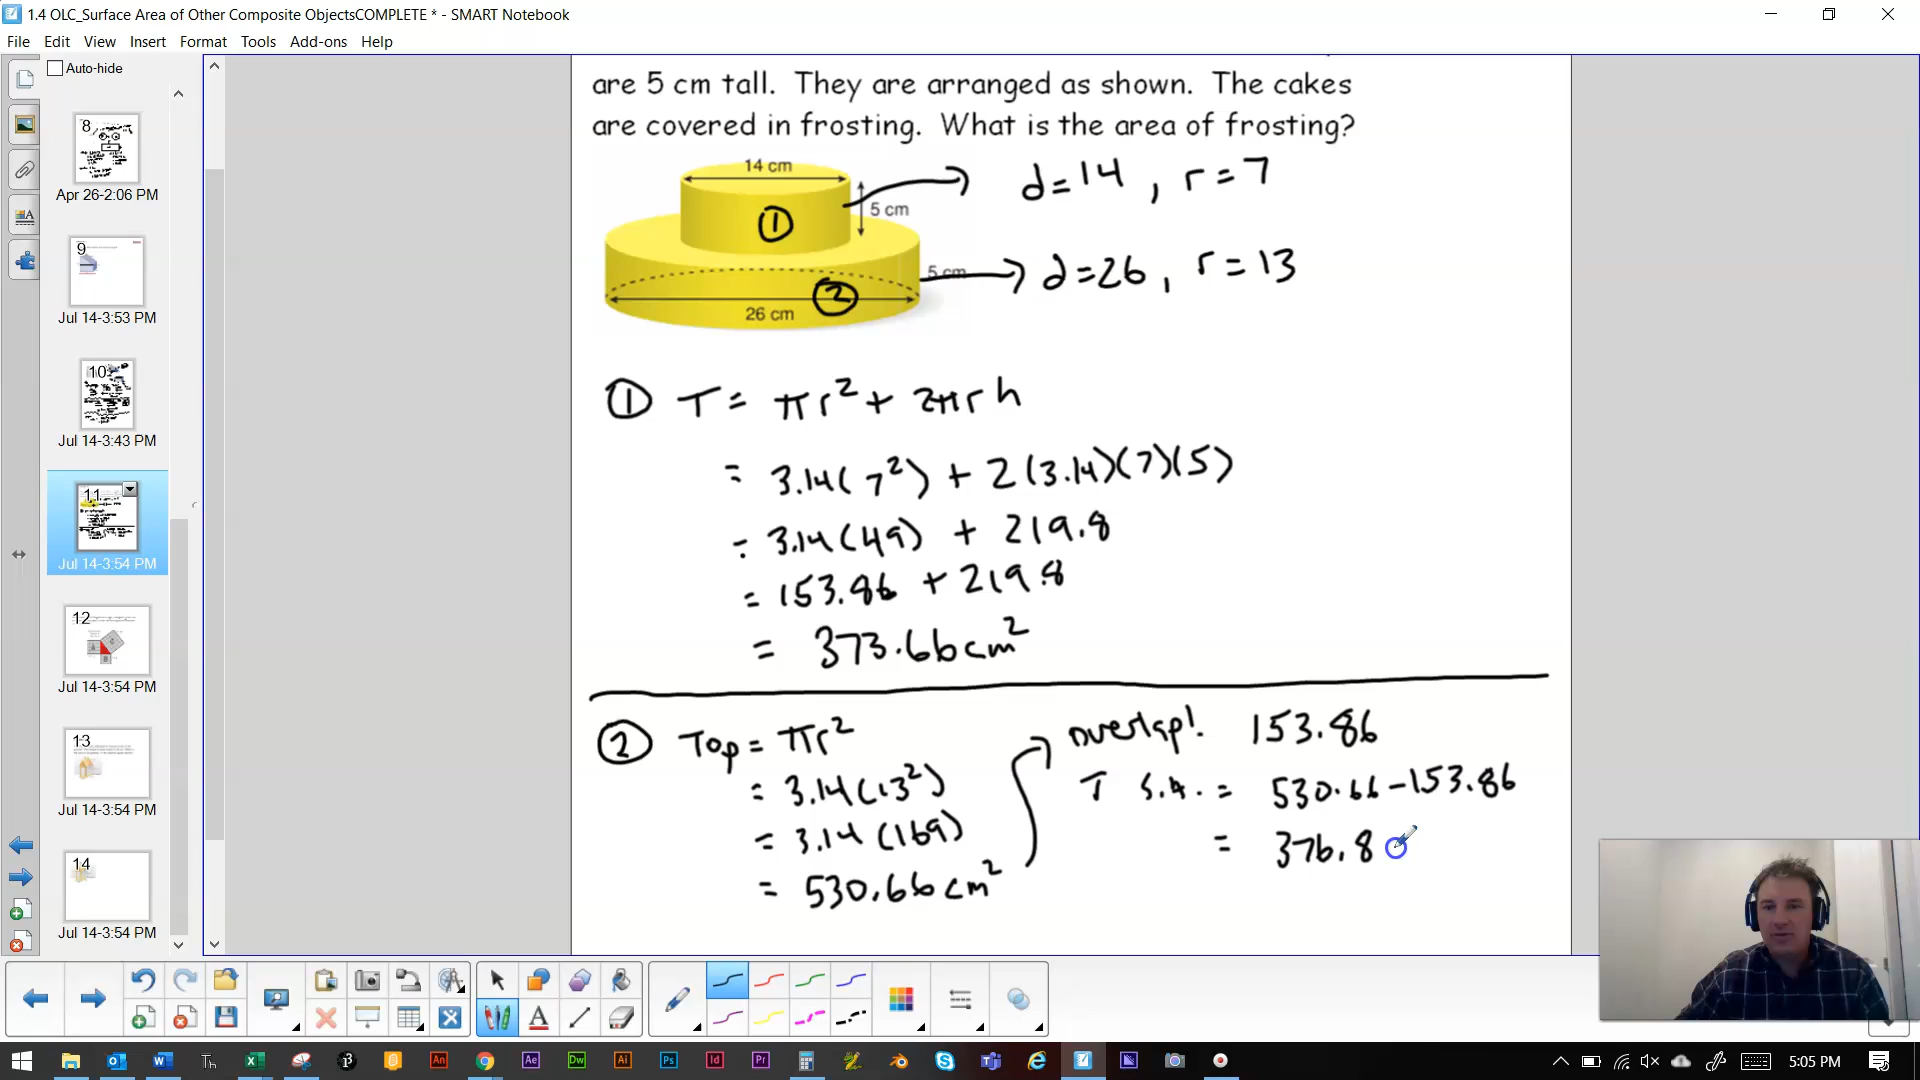 1.4 OLC_Surface Area of Other Composite ObjectsCOMPLETE * - SMART Notebook
File Edit View Insert Format Tools Add-ons Help
Auto-hide
8
Apr 26-2:06 PM
9
Jul 14-3:53 PM
10
Jul 14-3:43 PM
11
Jul 14-3:54 PM
12
Jul 14-3:54 PM
13
Jul 14-3:54 PM
14
Jul 14-3:54 PM
are 5 cm tall. They are arranged as shown. The cakes
are covered in frosting. What is the area of frosting?
14 cm
5 cm
5 cm
26 cm
①
②
d=14, r=7
d=26, r=13
① T = πr² + 2πrh
= 3.14(7²) + 2(3.14)(7)(5)
= 3.14(49) + 219.8
= 153.86 + 219.8
= 373.66cm²
② Top = πr²
= 3.14(13²)
= 3.14(169)
= 530.66cm²
overlap! 153.86
T S.A. = 530.66-153.86
= 376.8
5:05 PM